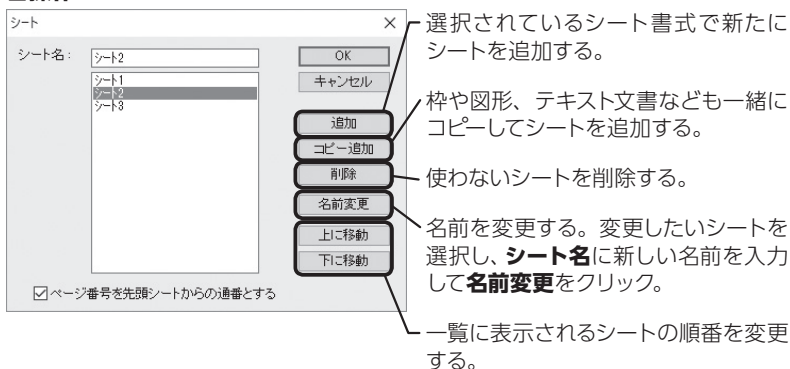 シート
シート名: シート2
シート1
シート2
シート3
OK
キャンセル
追加
コピー追加
削除
名前変更
上に移動
下に移動
ページ番号を先頭シートからの通番とする
選択されているシート書式で新たに
シートを追加する。
枠や図形、テキスト文書なども一緒に
コピーしてシートを追加する。
使わないシートを削除する。
名前を変更する。変更したいシートを
選択し、シート名に新しい名前を入力
して名前変更をクリック。
一覧に表示されるシートの順番を変更
する。